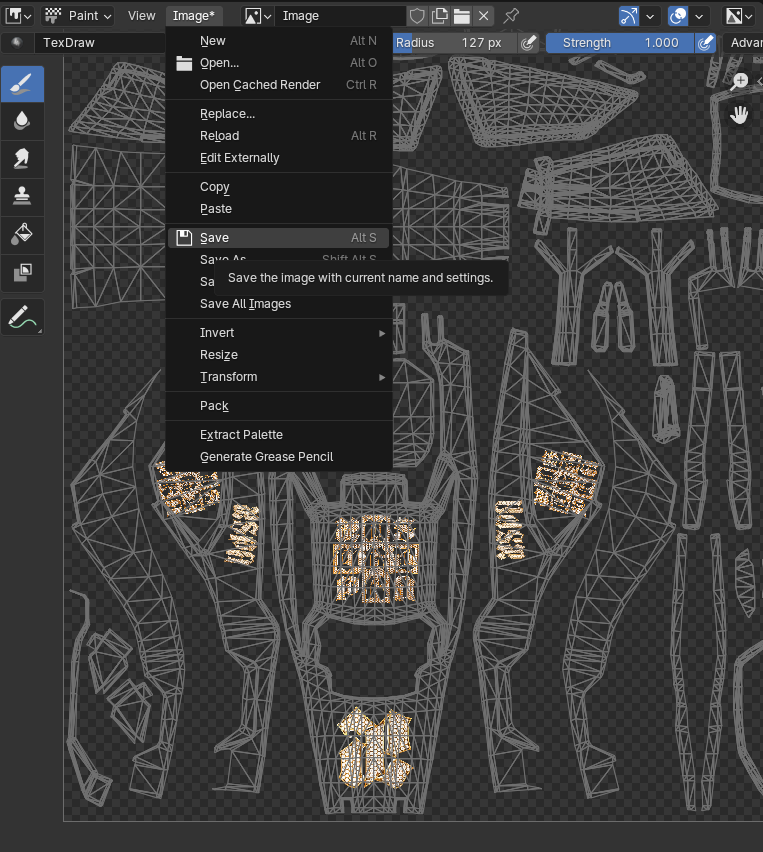 Paint View Image* Image
TexDraw Radius 127 px Strength 1.000 Advan
New Alt N
Open... Alt O
Open Cached Render Ctrl R
Replace...
Reload Alt R
Edit Externally
Copy
Paste
Save Alt S
Save As... Shift Alt S
Sa
Save the image with current name and settings.
Save All Images
Invert
Resize
Transform
Pack
Extract Palette
Generate Grease Pencil